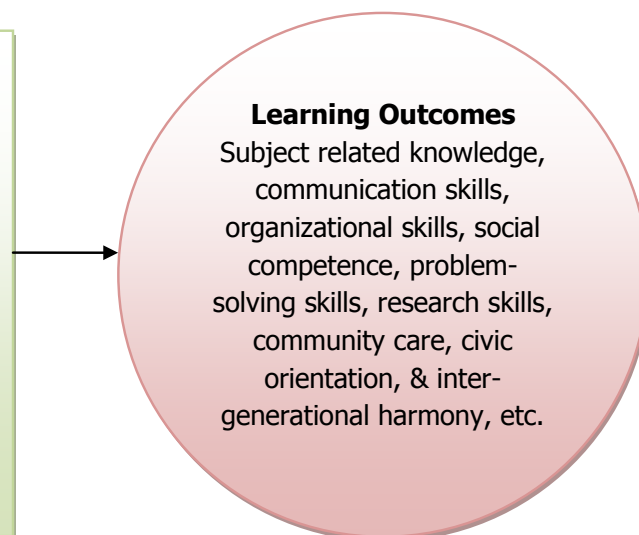 Learning Outcomes
Subject related knowledge,
communication skills,
organizational skills, social
competence, problem-
solving skills, research skills,
community care, civic
orientation, & inter-
generational harmony, etc.